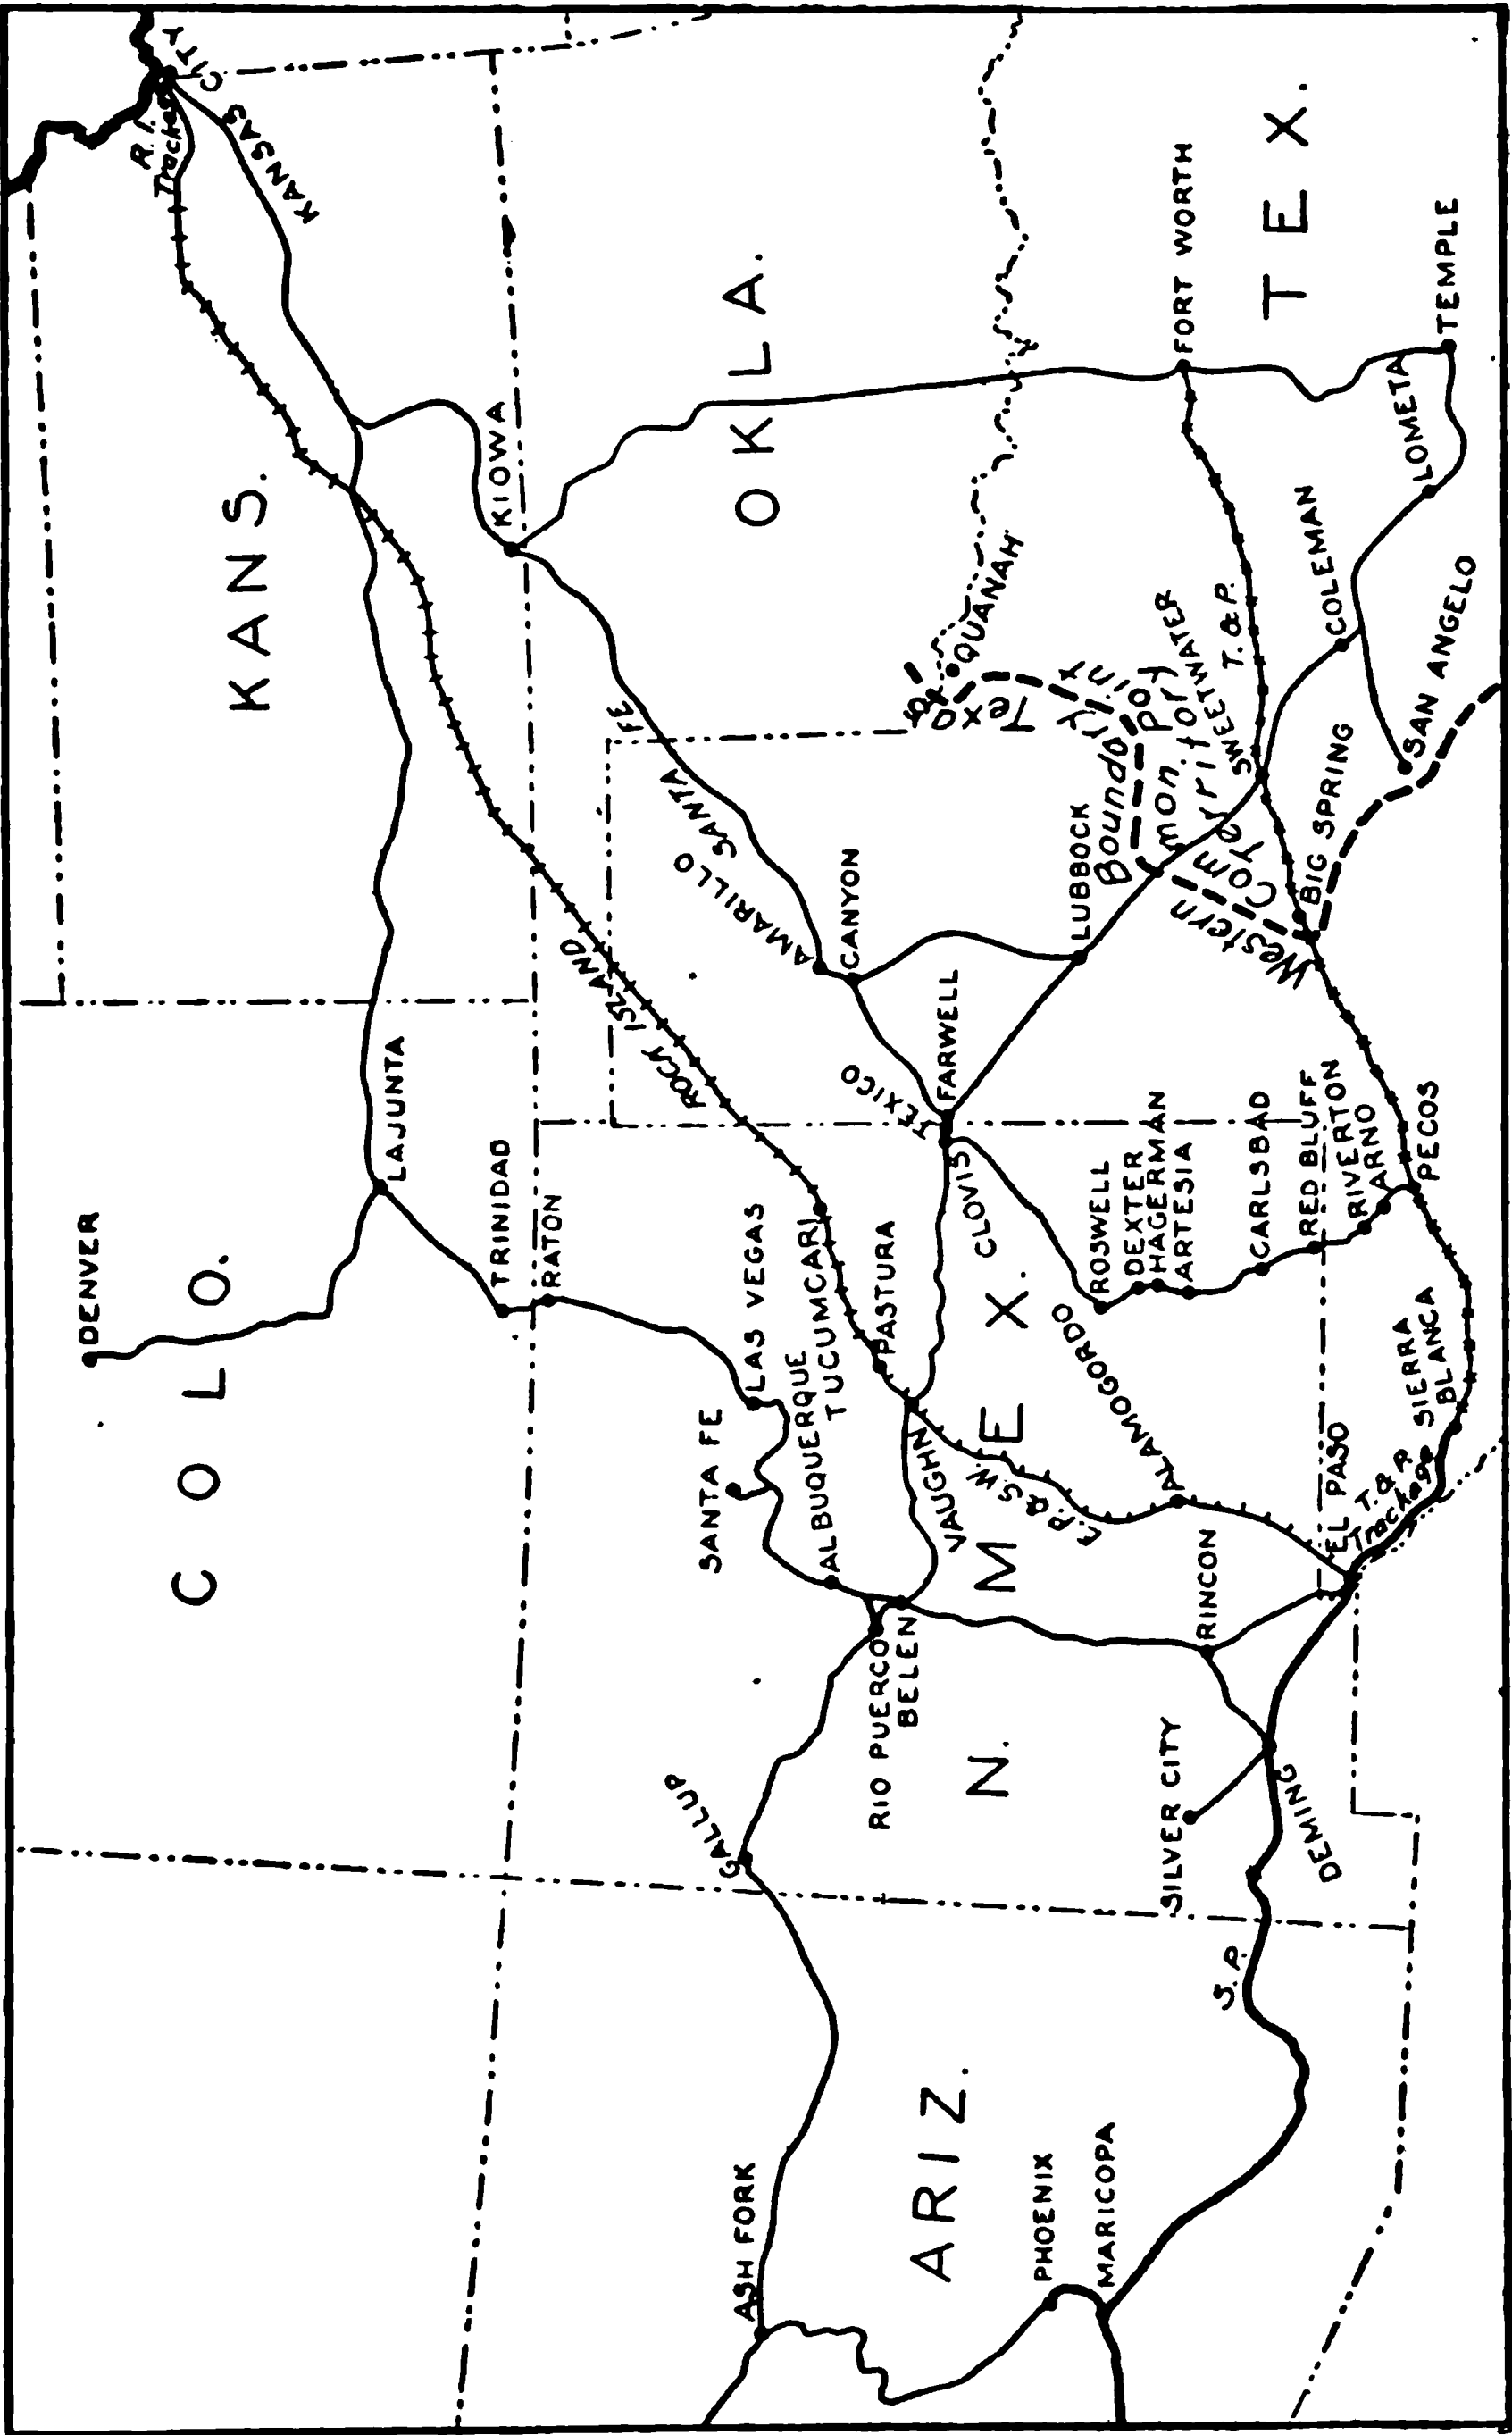 DENVER
C O L O.
LAJUNTA
TRINIDAD
RATON
KANS.
R. I.
Tracks
KANSAS
CITY
KIOWA
OKLA.
SANTA FE
AMARILLO
CANYON
ROCK ISLAND
LAS VEGAS
SANTA FE
ALBUQUERQUE
TUCUMCARI
PASTURA
VAUGHN
E.P.& S.W.
TEXICO
FARWELL
CLOVIS
LUBBOCK
QUANAH
Texas
Boundary in
Common. poi
Territory
Western
SWEETWATER
T.&P.
FORT WORTH
TEX.
TEMPLE
LOMETA
COLEMAN
SAN ANGELO
BIG SPRING
ROSWELL
DEXTER
HAGERMAN
ARTESIA
CARLSBAD
RED BLUFF
RIVERTON
ARNO
PECOS
ALAMOGORDO
N. MEX.
GALLUP
RIO PUERCO
BELEN
RINCON
EL PASO
T. & P.
Trackage
SIERRA
BLANCA
SILVER CITY
DEMING
S. P.
ARIZ.
ASH FORK
PHOENIX
MARICOPA